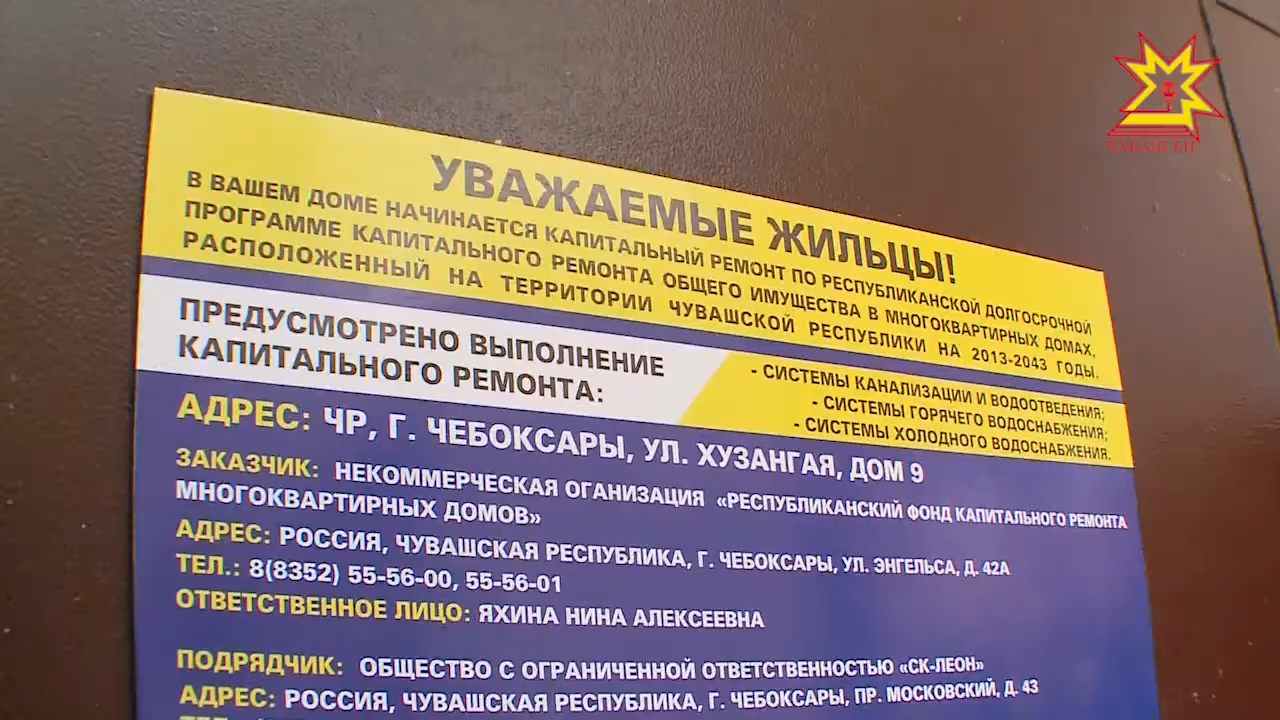 УВАЖАЕМЫЕ ЖИЛЬЦЫ!
В ВАШЕМ ДОМЕ НАЧИНАЕТСЯ КАПИТАЛЬНЫЙ РЕМОНТ ПО РЕСПУБЛИКАНСКОЙ ДОЛГОСРОЧНОЙ
ПРОГРАММЕ КАПИТАЛЬНОГО РЕМОНТА ОБЩЕГО ИМУЩЕСТВА В МНОГОКВАРТИРНЫХ ДОМАХ,
РАСПОЛОЖЕННЫЙ НА ТЕРРИТОРИИ ЧУВАШСКОЙ РЕСПУБЛИКИ НА 2013-2043 ГОДЫ.
ПРЕДУСМОТРЕНО ВЫПОЛНЕНИЕ
КАПИТАЛЬНОГО РЕМОНТА:
- СИСТЕМЫ КАНАЛИЗАЦИИ И ВОДООТВЕДЕНИЯ;
- СИСТЕМЫ ГОРЯЧЕГО ВОДОСНАБЖЕНИЯ;
- СИСТЕМЫ ХОЛОДНОГО ВОДОСНАБЖЕНИЯ.
АДРЕС: ЧР, Г. ЧЕБОКСАРЫ, УЛ. ХУЗАНГАЯ, ДОМ 9
ЗАКАЗЧИК: НЕКОММЕРЧЕСКАЯ ОГАНИЗАЦИЯ «РЕСПУБЛИКАНСКИЙ ФОНД КАПИТАЛЬНОГО РЕМОНТА
МНОГОКВАРТИРНЫХ ДОМОВ»
АДРЕС: РОССИЯ, ЧУВАШСКАЯ РЕСПУБЛИКА, Г. ЧЕБОКСАРЫ, УЛ. ЭНГЕЛЬСА, Д. 42А
ТЕЛ.: 8(8352) 55-56-00, 55-56-01
ОТВЕТСТВЕННОЕ ЛИЦО: ЯХИНА НИНА АЛЕКСЕЕВНА
ПОДРЯДЧИК: ОБЩЕСТВО С ОГРАНИЧЕННОЙ ОТВЕТСТВЕННОСТЬЮ «СК-ЛЕОН»
АДРЕС: РОССИЯ, ЧУВАШСКАЯ РЕСПУБЛИКА, Г. ЧЕБОКСАРЫ, ПР. МОСКОВСКИЙ, Д. 43